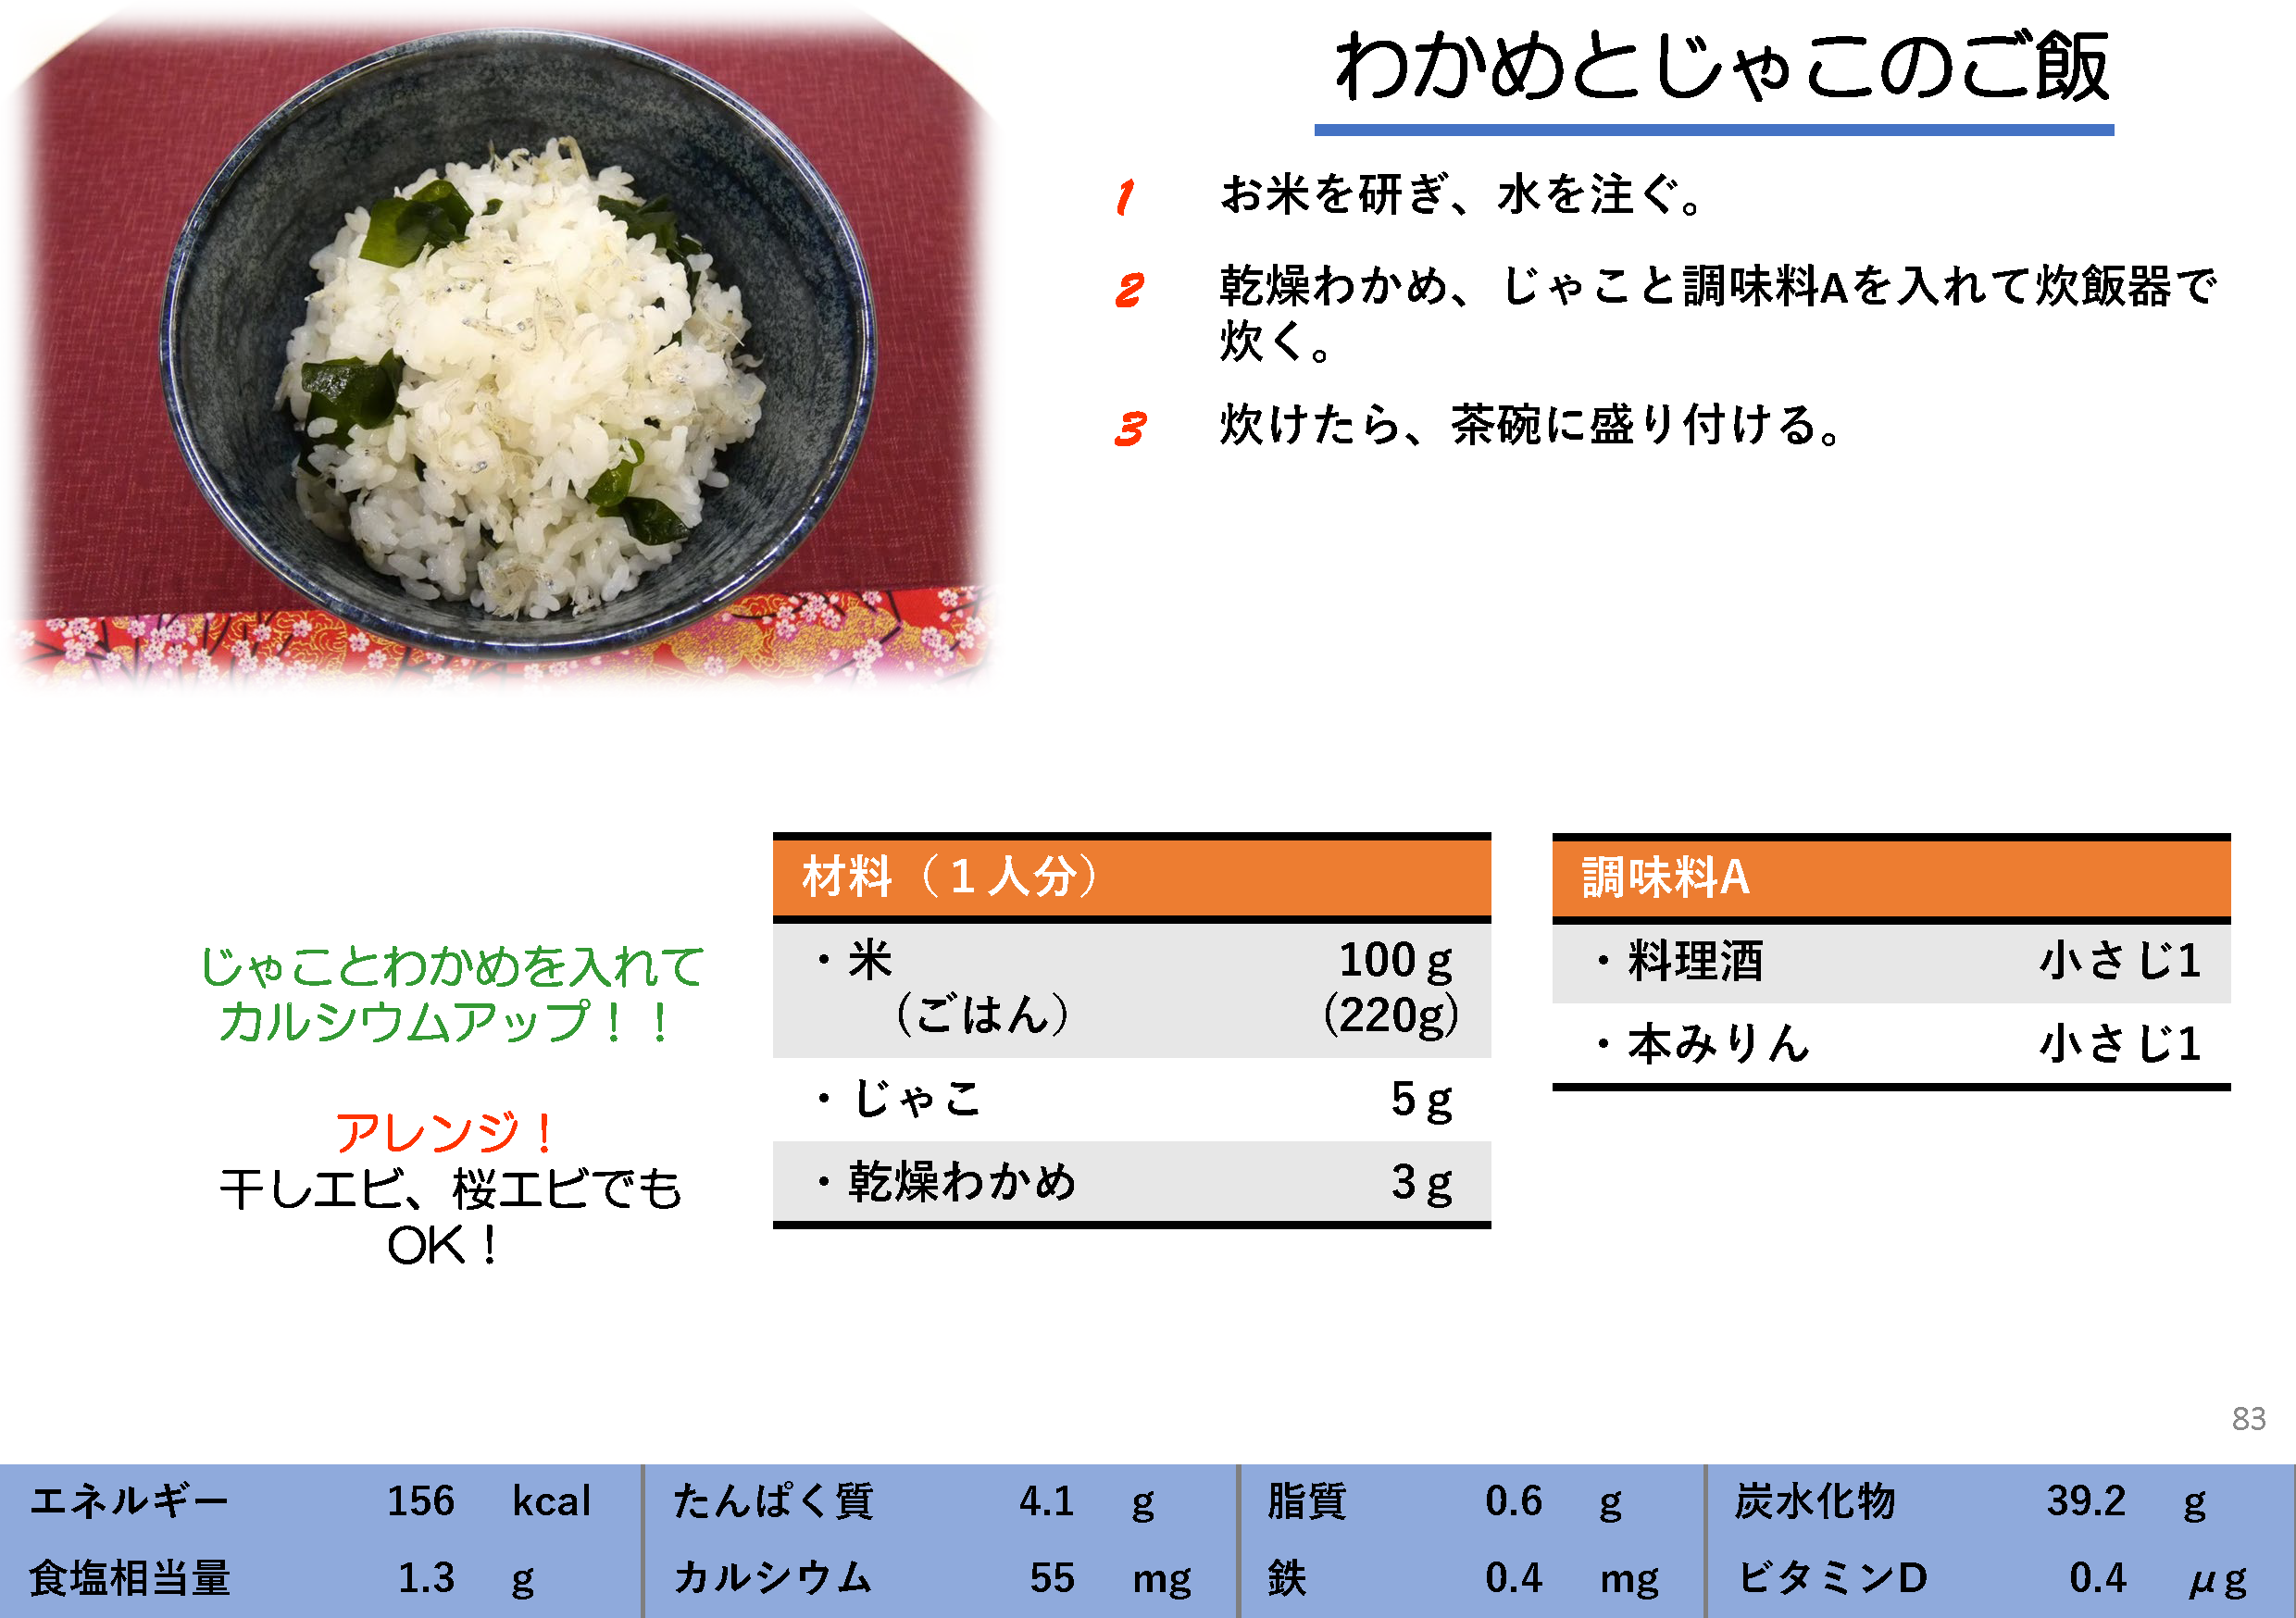 わかめとじゃこのご飯
1 お米を研ぎ、水を注ぐ。
2 乾燥わかめ、じゃこと調味料Aを入れて炊飯器で
炊く。
3 炊けたら、茶碗に盛り付ける。
じゃことわかめを入れて
カルシウムアップ！！
アレンジ！
干しエビ、桜エビでも
OK！
材料（１人分）
・米 100ｇ
（ごはん） （220g）
・じゃこ 5ｇ
・乾燥わかめ 3ｇ
調味料A
・料理酒 小さじ1
・本みりん 小さじ1
83
エネルギー 156 kcal たんぱく質 4.1 g 脂質 0.6 g 炭水化物 39.2 g
食塩相当量 1.3 g カルシウム 55 mg 鉄 0.4 mg ビタミンD 0.4 μg